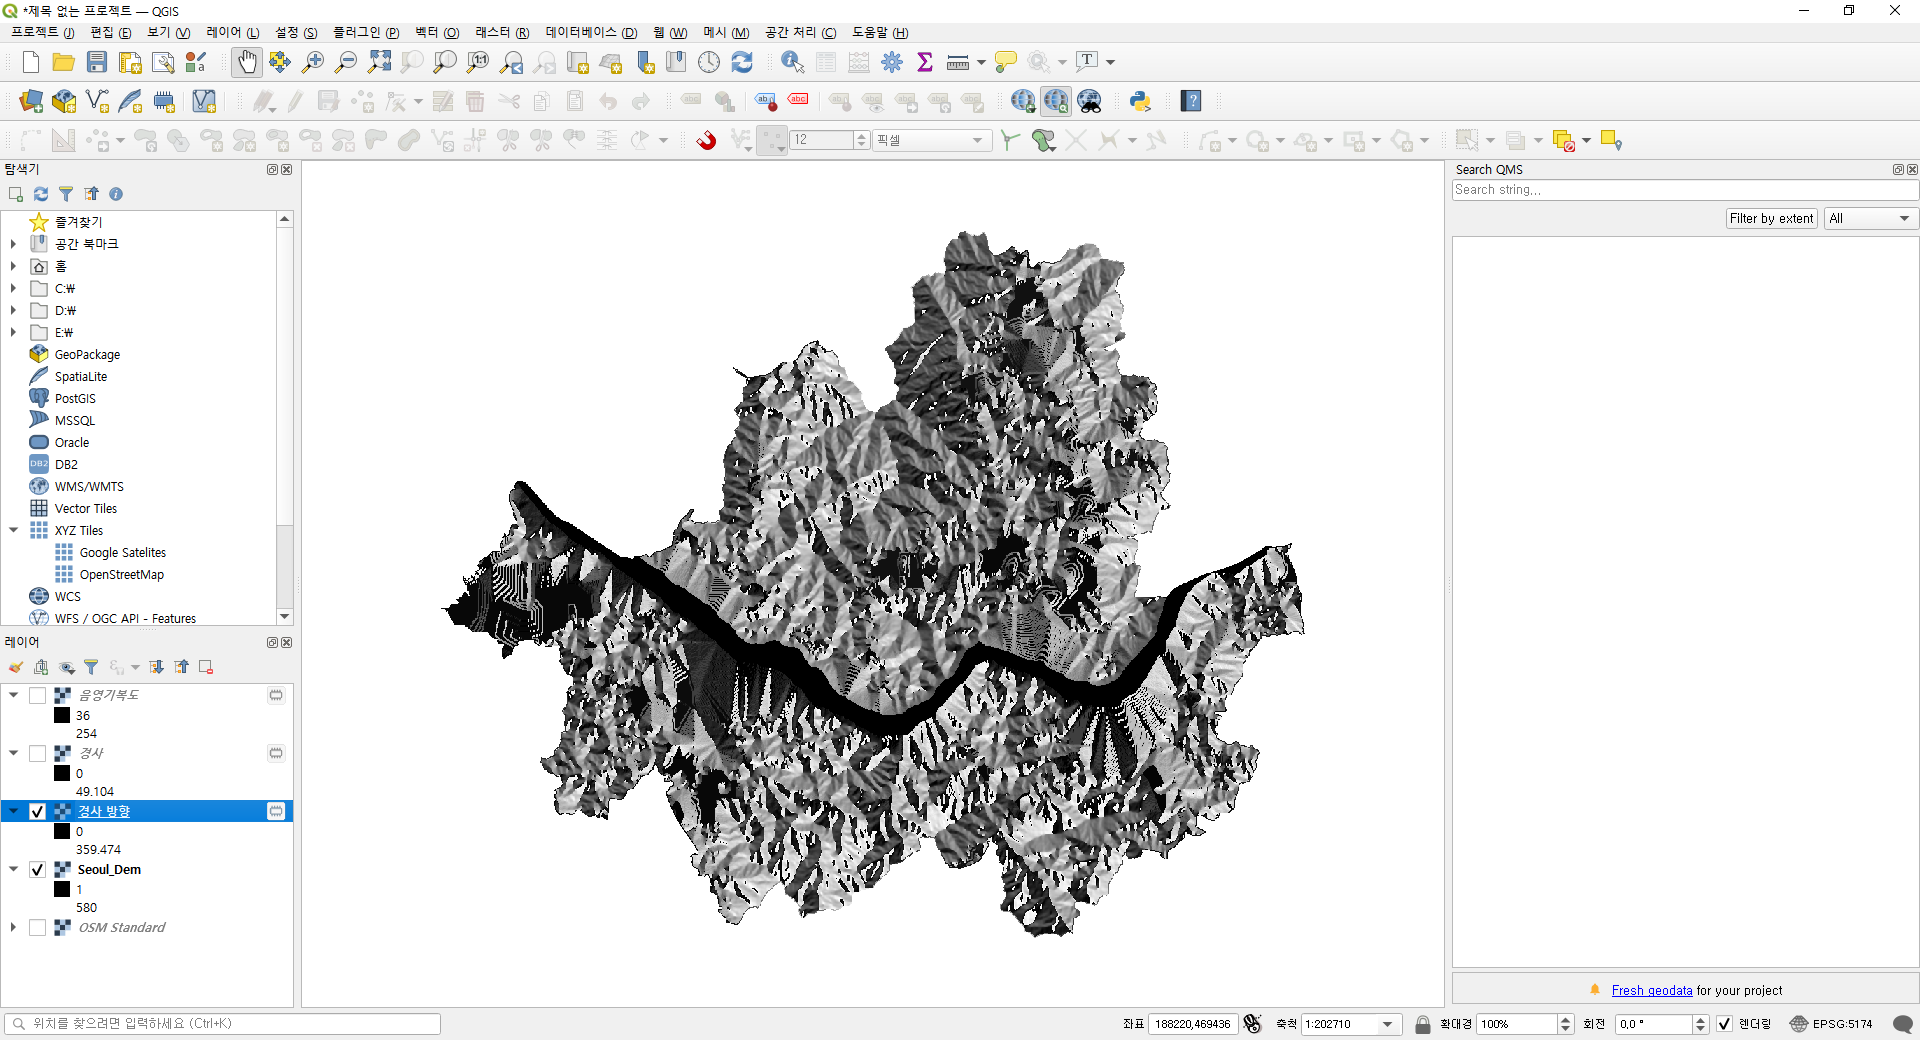 *제목 없는 프로젝트 — QGIS
프로젝트 (J) 편집 (E) 보기 (V) 레이어 (L) 설정 (S) 플러그인 (P) 벡터 (O) 래스터 (R) 데이터베이스 (D) 웹 (W) 메시 (M) 공간 처리 (C) 도움말 (H)
12 픽셀
탐색기
즐겨찾기
공간 북마크
홈
C:₩
D:₩
E:₩
GeoPackage
SpatiaLite
PostGIS
MSSQL
Oracle
DB2
WMS/WMTS
Vector Tiles
XYZ Tiles
Google Satelites
OpenStreetMap
WCS
WFS / OGC API - Features
레이어
음영기복도
36
254
경사
0
49.104
경사 방향
0
359.474
Seoul_Dem
1
580
OSM Standard
Search QMS
Search string...
Filter by extent All
Fresh geodata for your project
위치를 찾으려면 입력하세요 (Ctrl+K)
좌표 188220,469436 축척 1:202710 확대경 100% 회전 0,0 ° 렌더링 EPSG:5174